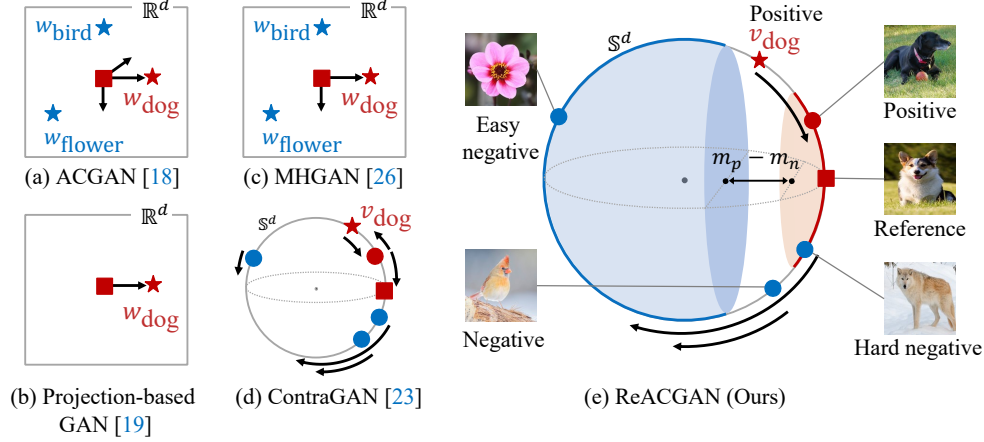 ℝ^d
w_bird
w_dog
w_flower
(a) ACGAN [18]
ℝ^d
w_bird
w_dog
w_flower
(c) MHGAN [26]
ℝ^d
w_dog
(b) Projection-based
GAN [19]
𝕊^d
v_dog
(d) ContraGAN [23]
𝕊^d
Positive
v_dog
m_p − m_n
Easy
negative
Negative
Positive
Reference
Hard negative
(e) ReACGAN (Ours)